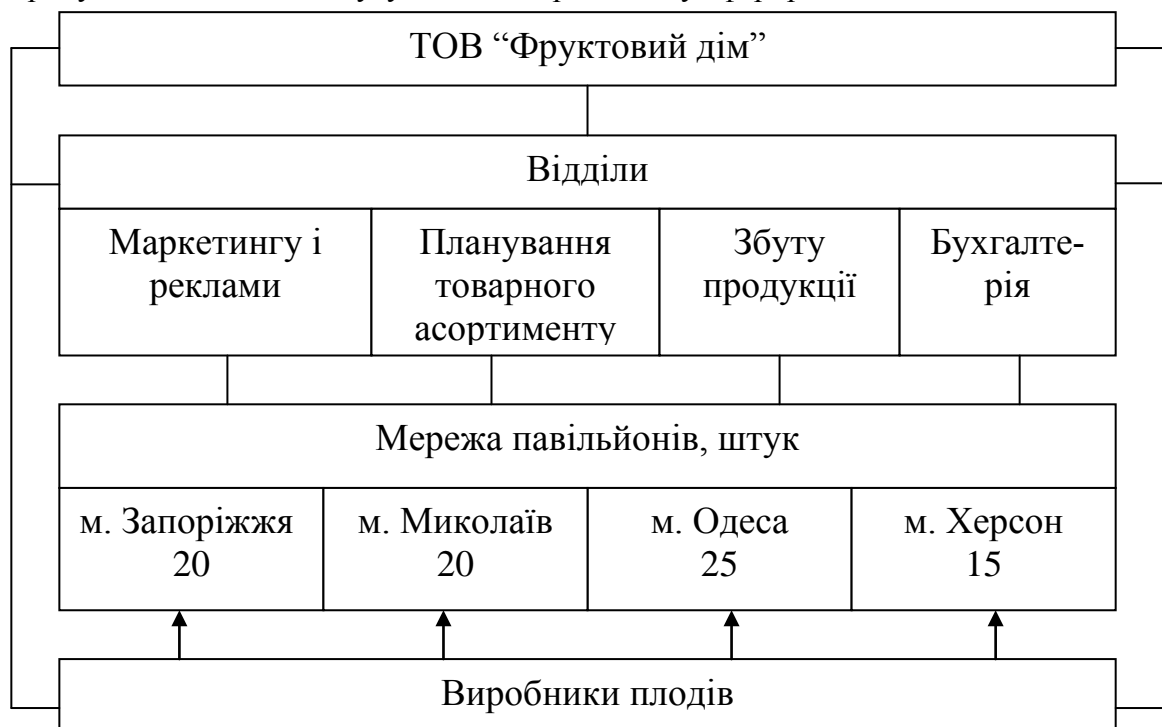 ТОВ “Фруктовий дім”
Відділи
Маркетингу і
реклами
Планування
товарного
асортименту
Збуту
продукції
Бухгалте-
рія
Мережа павільйонів, штук
м. Запоріжжя
20
м. Миколаїв
20
м. Одеса
25
м. Херсон
15
Виробники плодів